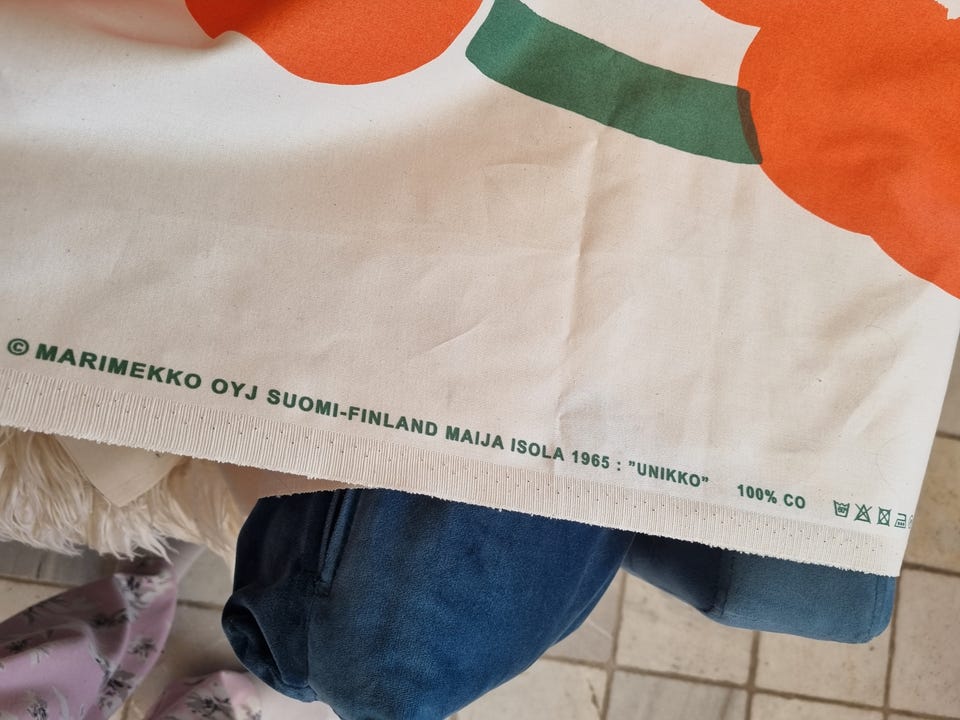 © MARIMEKKO OYJ SUOMI-FINLAND MAIJA ISOLA 1965 : "UNIKKO" 100% CO